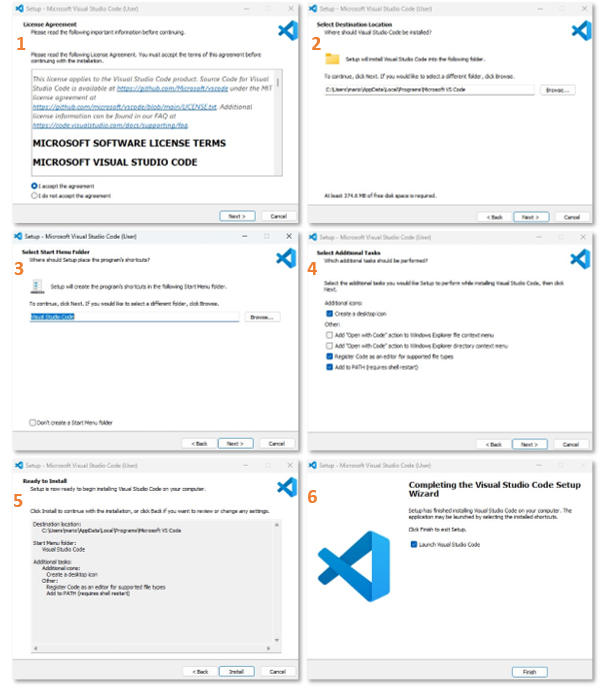 Setup - Microsoft Visual Studio Code (User)
1
License Agreement
Please read the following important information before continuing.
Please read the following License Agreement. You must accept the terms of this agreement before
continuing with the installation.
This license applies to the Visual Studio Code product. Source Code for Visual
Studio Code is available at https://github.com/Microsoft/vscode under the MIT
license agreement at
https://github.com/microsoft/vscode/blob/main/LICENSE.txt. Additional
license information can be found in our FAQ at
https://code.visualstudio.com/docs/supporting/faq.
MICROSOFT SOFTWARE LICENSE TERMS
MICROSOFT VISUAL STUDIO CODE
I accept the agreement
I do not accept the agreement
Next >
Cancel
Setup - Microsoft Visual Studio Code (User)
2
Select Destination Location
Where should Visual Studio Code be installed?
Setup will install Visual Studio Code into the following folder.
To continue, click Next. If you would like to select a different folder, click Browse.
C:\Users\mario\AppData\Local\Programs\Microsoft VS Code
Browse...
At least 374.8 MB of free disk space is required.
< Back
Next >
Cancel
Setup - Microsoft Visual Studio Code (User)
3
Select Start Menu Folder
Where should Setup place the program's shortcuts?
Setup will create the program's shortcuts in the following Start Menu folder.
To continue, click Next. If you would like to select a different folder, click Browse.
Visual Studio Code
Browse...
Don't create a Start Menu folder
< Back
Next >
Cancel
Setup - Microsoft Visual Studio Code (User)
4
Select Additional Tasks
Which additional tasks should be performed?
Select the additional tasks you would like Setup to perform while installing Visual Studio Code, then click
Next.
Additional icons:
Create a desktop icon
Other:
Add "Open with Code" action to Windows Explorer file context menu
Add "Open with Code" action to Windows Explorer directory context menu
Register Code as an editor for supported file types
Add to PATH (requires shell restart)
< Back
Next >
Cancel
Setup - Microsoft Visual Studio Code (User)
5
Ready to Install
Setup is now ready to begin installing Visual Studio Code on your computer.
Click Install to continue with the installation, or click Back if you want to review or change any settings.
Destination location:
C:\Users\mario\AppData\Local\Programs\Microsoft VS Code
Start Menu folder:
Visual Studio Code
Additional tasks:
Additional icons:
Create a desktop icon
Other:
Register Code as an editor for supported file types
Add to PATH (requires shell restart)
< Back
Install
Cancel
Setup - Microsoft Visual Studio Code (User)
6
Completing the Visual Studio Code Setup
Wizard
Setup has finished installing Visual Studio Code on your computer. The
application may be launched by selecting the installed shortcuts.
Click Finish to exit Setup.
Launch Visual Studio Code
Finish